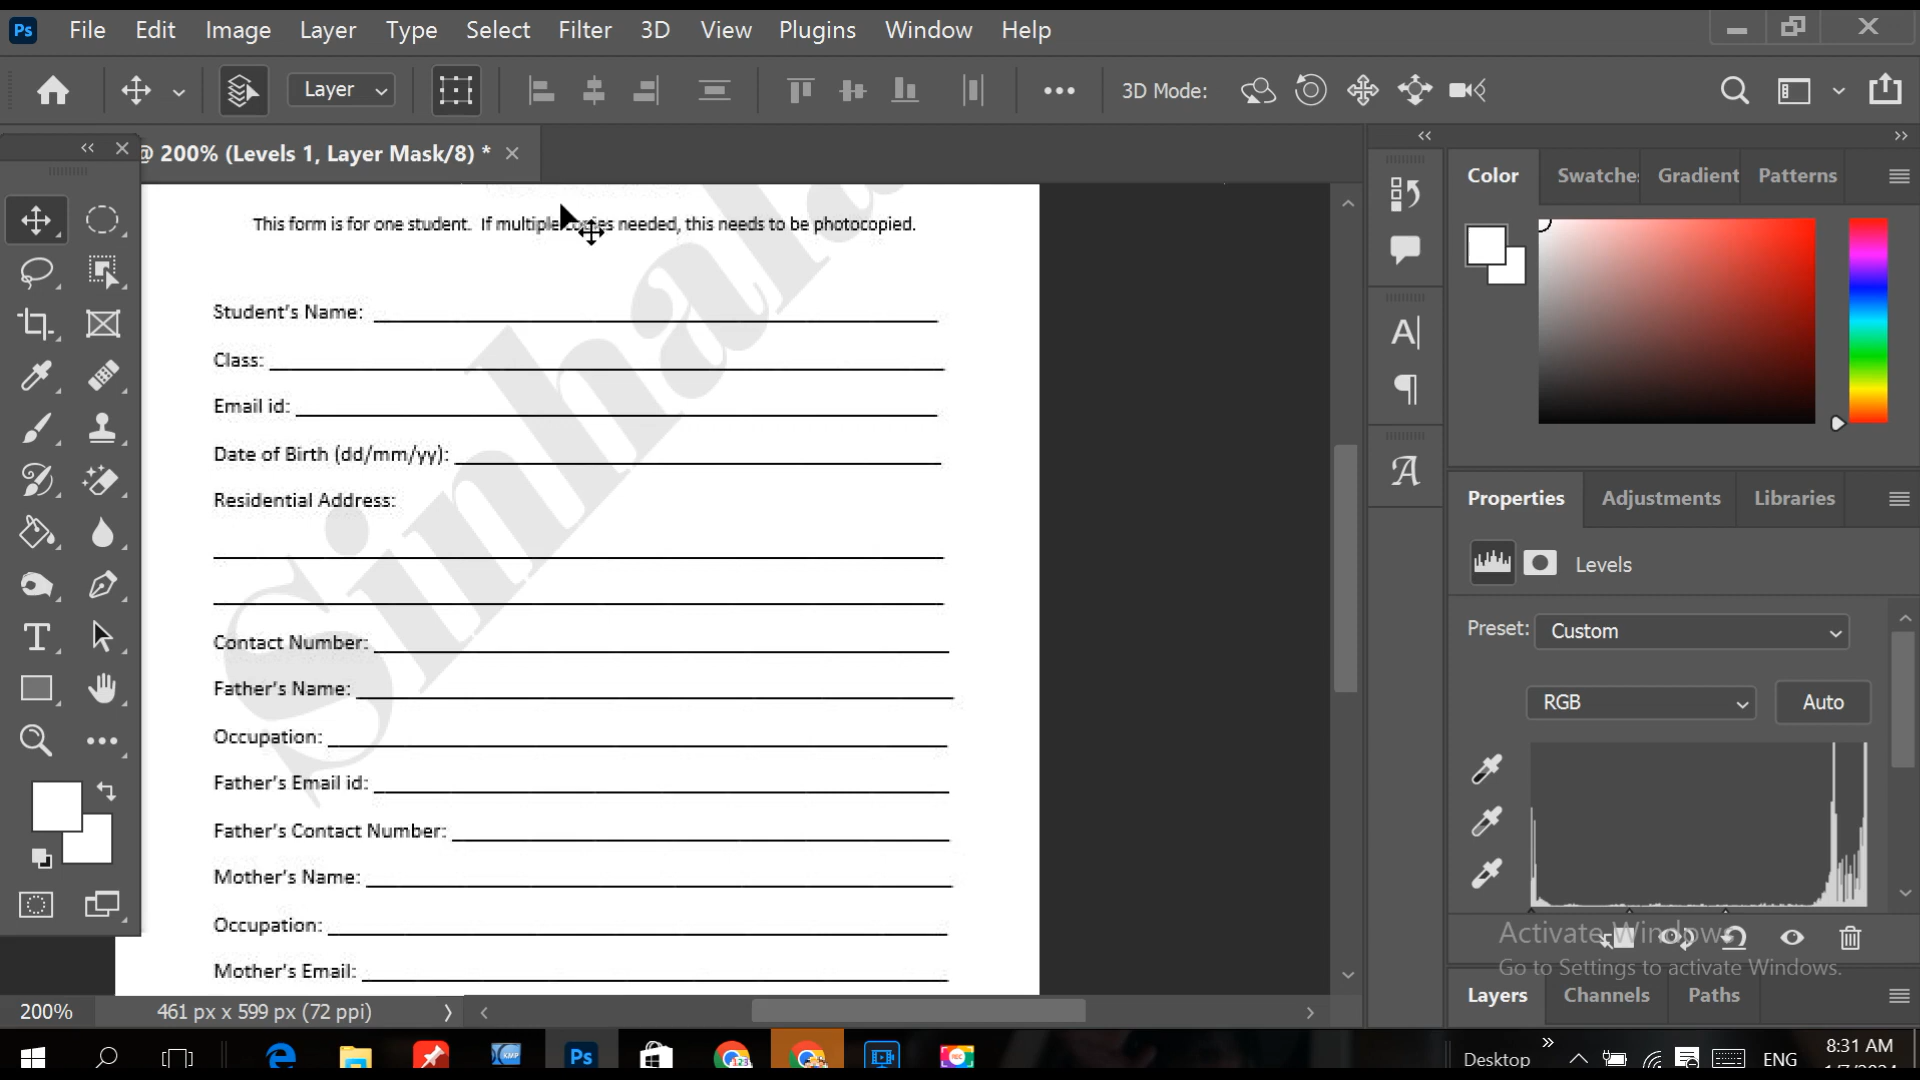 Ps File Edit Image Layer Type Select Filter 3D View Plugins Window Help
Layer 3D Mode:
@ 200% (Levels 1, Layer Mask/8) *
Color Swatches Gradient Patterns
This form is for one student. If multiple copies needed, this needs to be photocopied.
Sinhala
Student's Name:
Class:
Email id:
Date of Birth (dd/mm/yy):
Residential Address:
Contact Number:
Father's Name:
Occupation:
Father's Email id:
Father's Contact Number:
Mother's Name:
Occupation:
Mother's Email:
Properties Adjustments Libraries
Levels
Preset: Custom
RGB Auto
Activate Windows
Go to Settings to activate Windows.
Layers Channels Paths
200% 461 px x 599 px (72 ppi)
Desktop ENG 8:31 AM